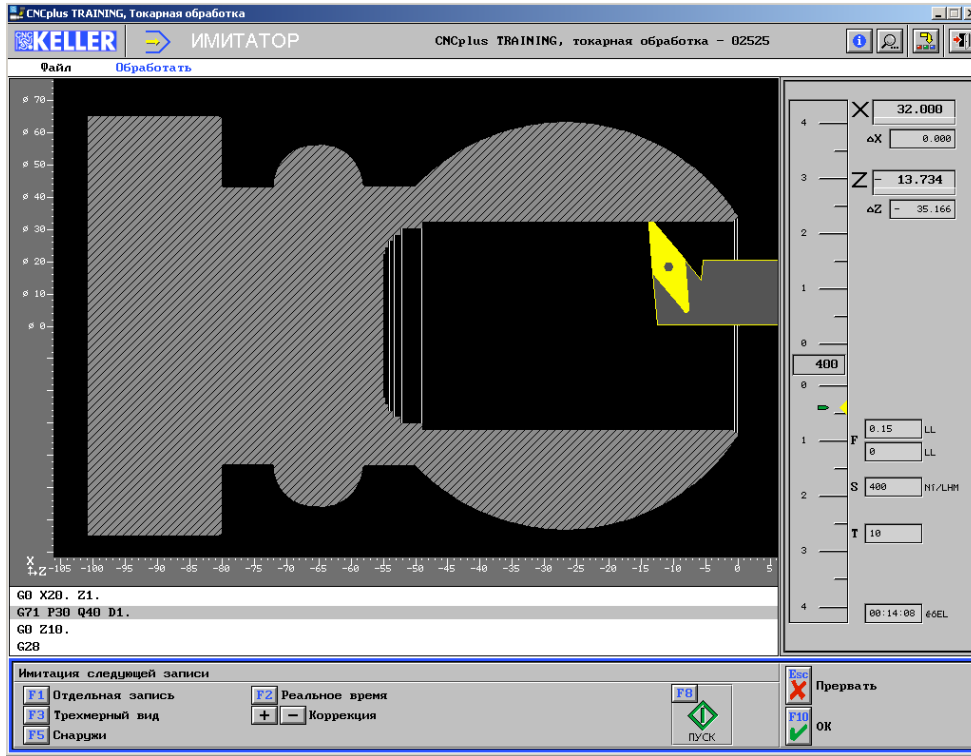 CNCplus TRAINING, Токарная обработка
CNC KELLER ИМИТАТОР CNCplus TRAINING, токарная обработка - 02525
Файл Обработать
ø 70
ø 60
ø 50
ø 40
ø 30
ø 20
ø 10
ø 0
X
Z -105 -100 -95 -90 -85 -80 -75 -70 -65 -60 -55 -50 -45 -40 -35 -30 -25 -20 -15 -10 -5 0 5
4
3
2
1
0
400
0
1
2
3
4
X 32.000
ΔX 0.000
Z - 13.734
ΔZ - 35.166
F 0.15 LL
0 LL
S 400 Ní/LHM
T 10
00:14:08 éöEL
G0 X20. Z1.
G71 P30 Q40 D1.
G0 Z10.
G28
Имитация следующей записи
F1 Отдельная запись
F2 Реальное время
F3 Трехмерный вид
+ - Коррекция
F5 Снаружи
F8
ПУСК
Esc Прервать
F10 ОК